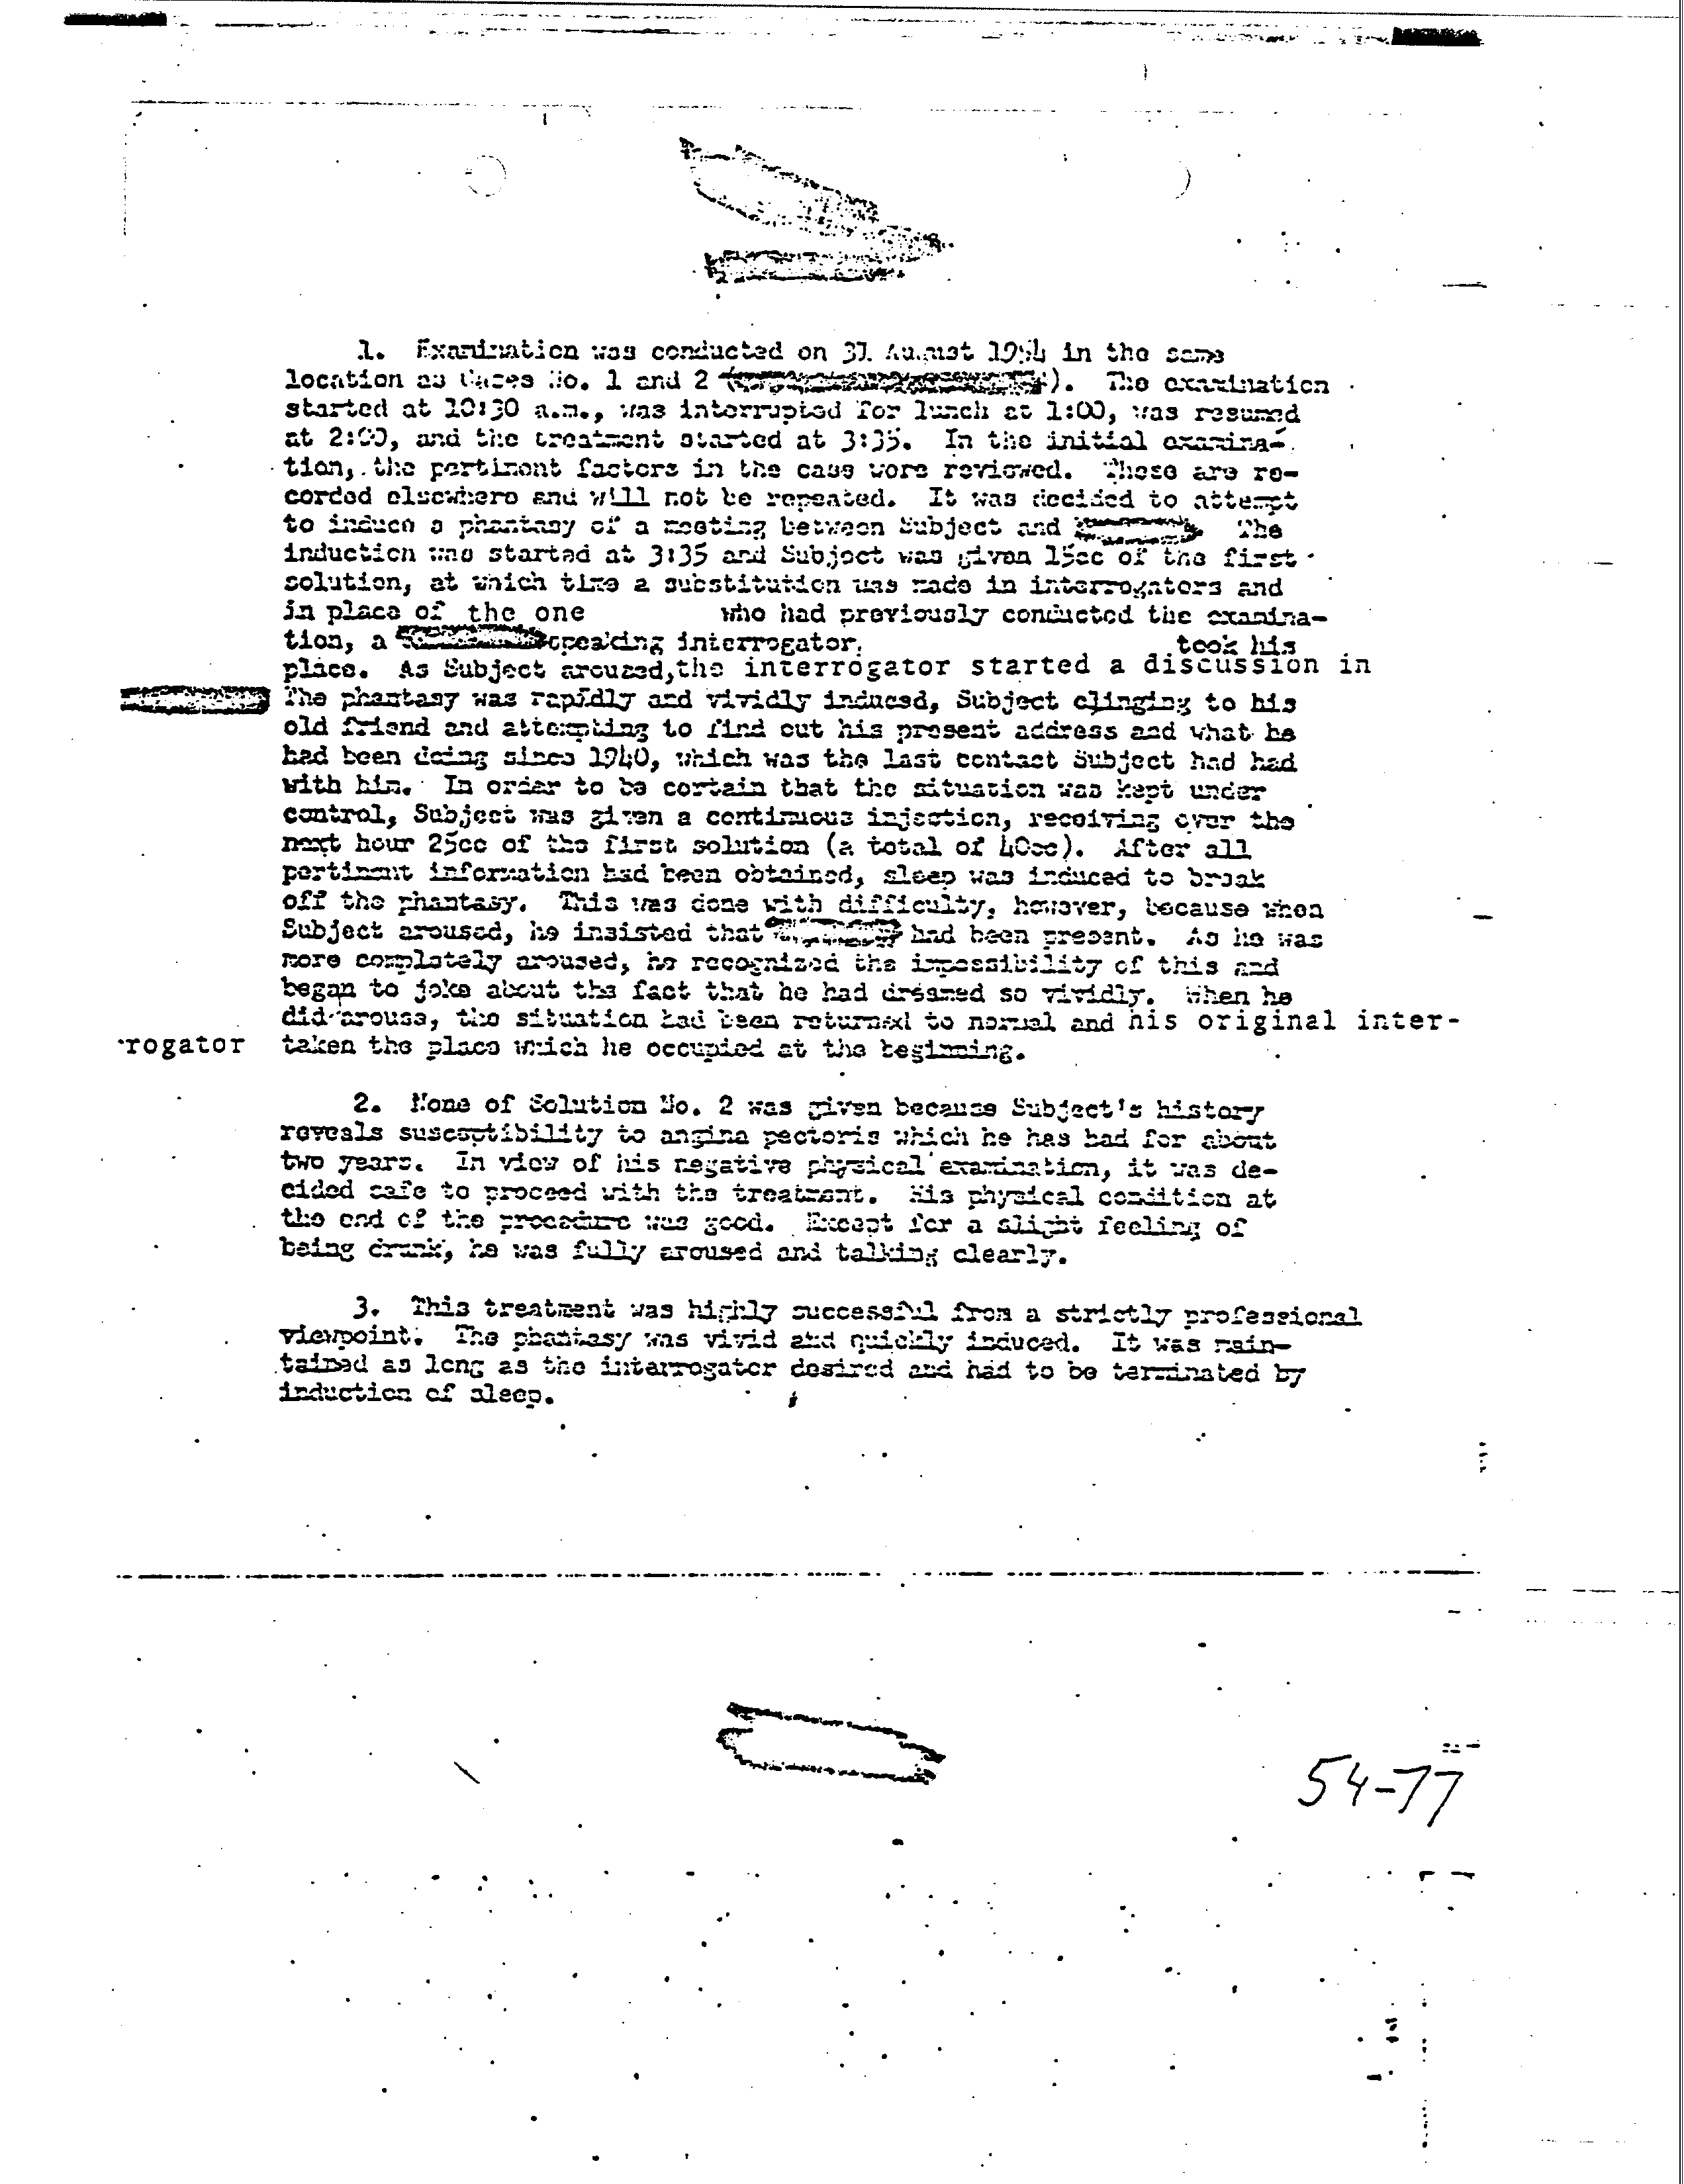 1. Examination was conducted on 31 August 1954 in the same
location as Cases No. 1 and 2 ( ). The examination
started at 10:30 a.m., was interrupted for lunch at 1:00, was resumed
at 2:00, and the treatment started at 3:35. In the initial examina-
tion, the pertinent factors in the case were reviewed. These are re-
corded elsewhere and will not be repeated. It was decided to attempt
to induce a phantasy of a meeting between Subject and The
induction was started at 3:35 and Subject was given 15cc of the first
solution, at which time a substitution was made in interrogators and
in place of the one who had previously conducted the examina-
tion, a speaking interrogator, took his
place. As Subject aroused, the interrogator started a discussion in
The phantasy was rapidly and vividly induced, Subject clinging to his
old friend and attempting to find out his present address and what he
had been doing since 1940, which was the last contact Subject had had
with him. In order to be certain that the situation was kept under
control, Subject was given a continuous injection, receiving over the
next hour 25cc of the first solution (a total of 40cc). After all
pertinent information had been obtained, sleep was induced to break
off the phantasy. This was done with difficulty, however, because when
Subject aroused, he insisted that had been present. As he was
more completely aroused, he recognized the impossibility of this and
began to joke about the fact that he had dreamed so vividly. When he
did arouse, the situation had been returned to normal and his original inter-
rogator taken the place which he occupied at the beginning.
2. None of Solution No. 2 was given because Subject's history
reveals susceptibility to angina pectoris which he has had for about
two years. In view of his negative physical examination, it was de-
cided safe to proceed with the treatment. His physical condition at
the end of the procedure was good. Except for a slight feeling of
being drunk, he was fully aroused and talking clearly.
3. This treatment was highly successful from a strictly professional
viewpoint. The phantasy was vivid and quickly induced. It was main-
tained as long as the interrogator desired and had to be terminated by
induction of sleep.
54-77